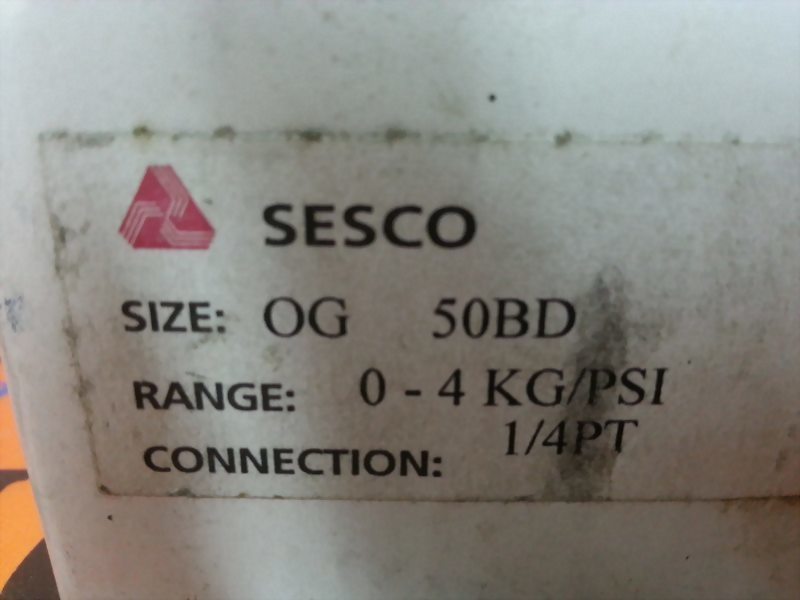 SESCO
SIZE: OG 50BD
RANGE: 0 - 4 KG/PSI
CONNECTION: 1/4PT